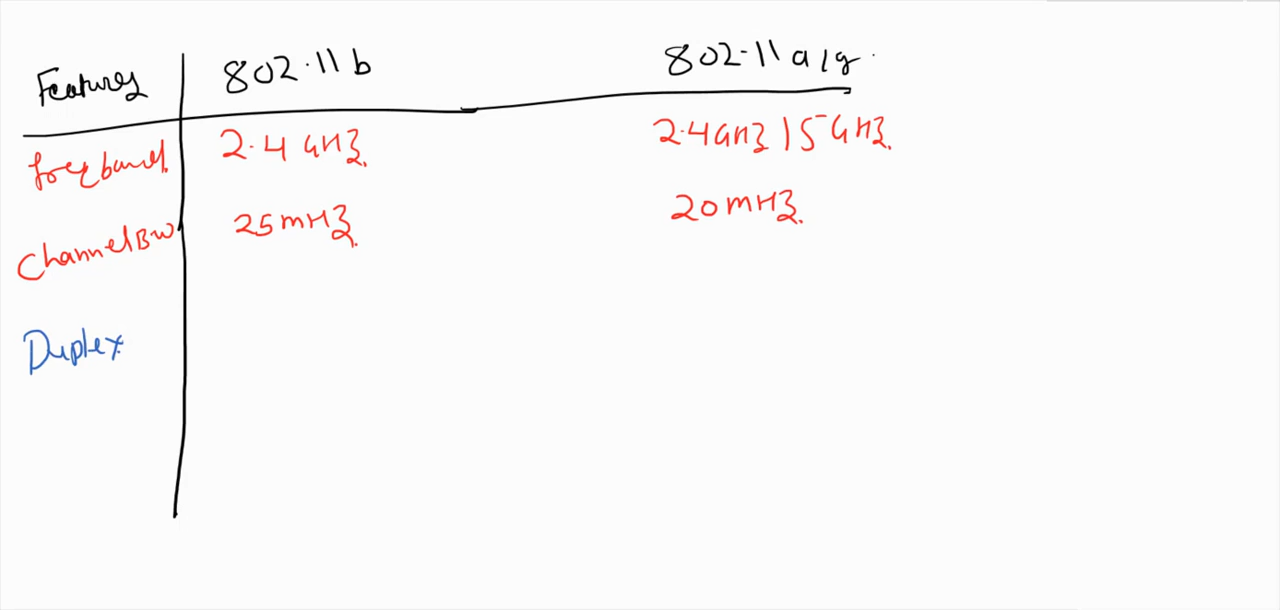 Features 802.11b 802.11a/g
freq band. 2.4 GHz. 2.4GHz / 5GHz.
Channel BW 25 mHz. 20 mHz.
Duplex